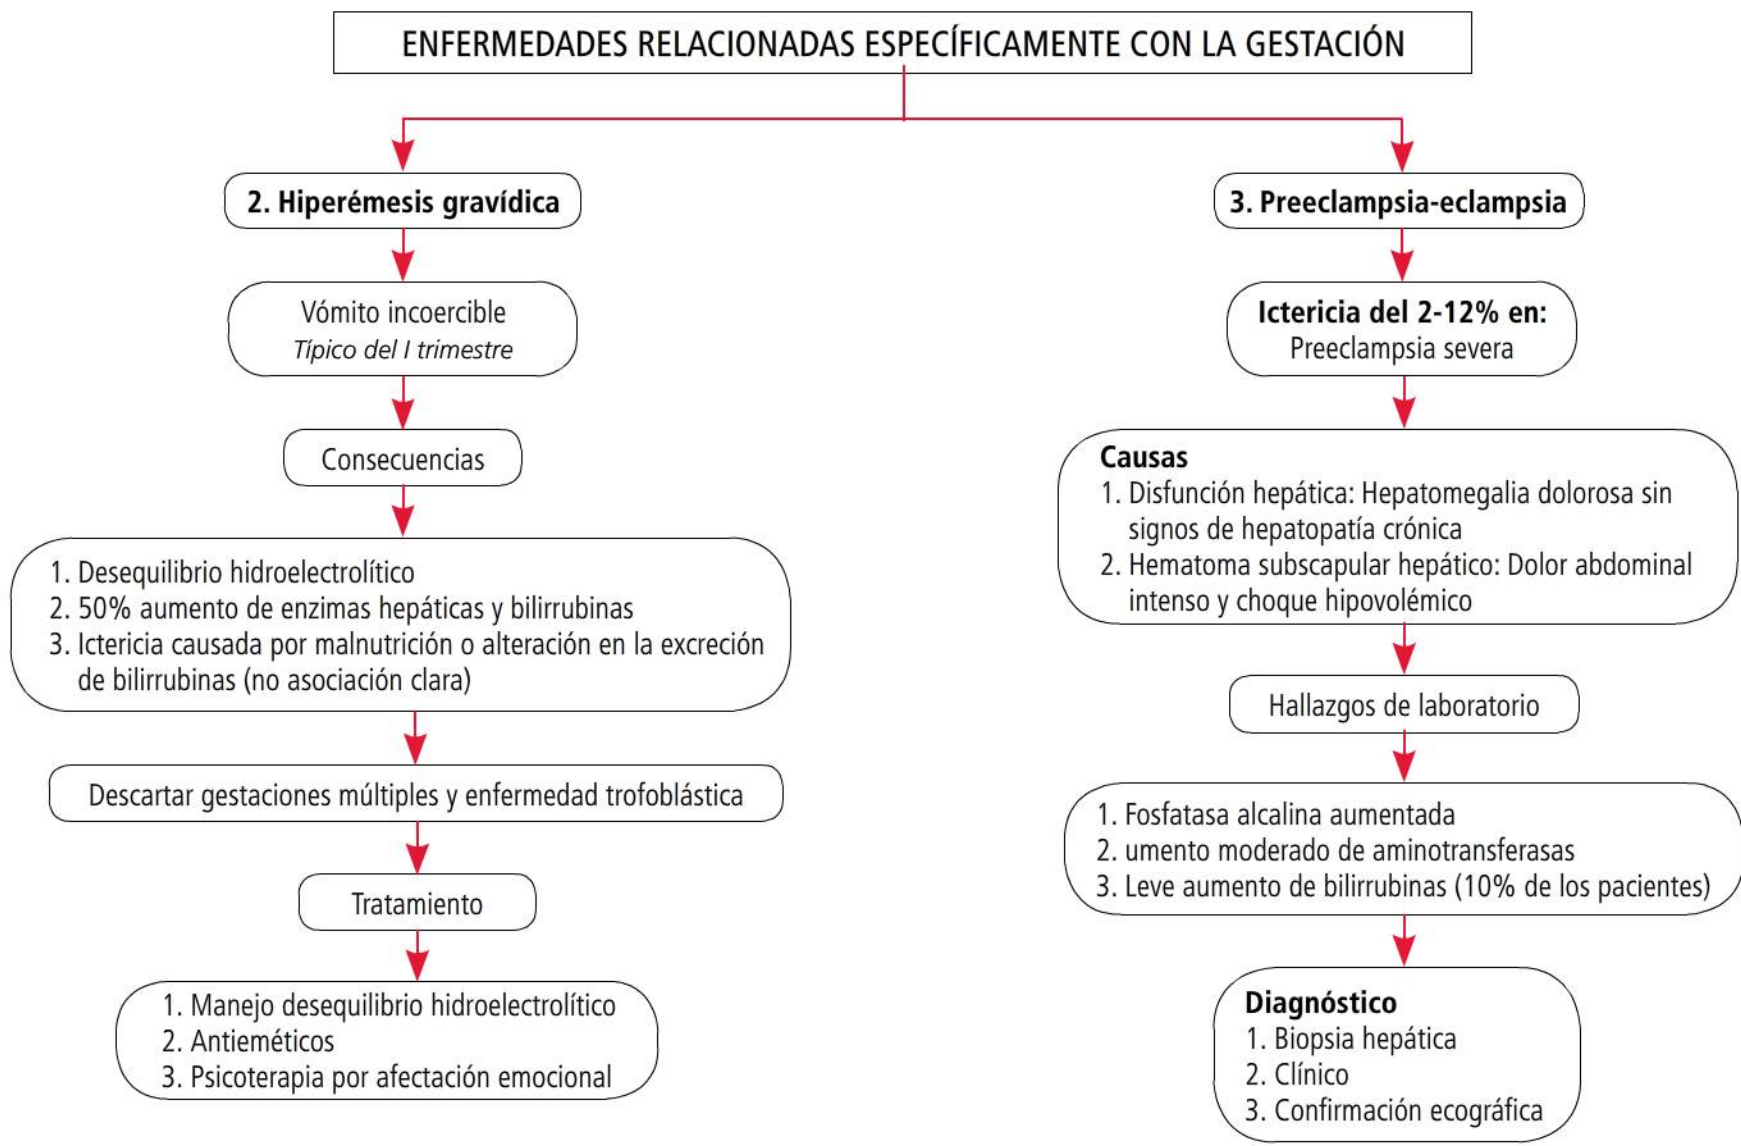 ENFERMEDADES RELACIONADAS ESPECÍFICAMENTE CON LA GESTACIÓN
2. Hiperémesis gravídica
Vómito incoercible
Típico del I trimestre
Consecuencias
1. Desequilibrio hidroelectrolítico
2. 50% aumento de enzimas hepáticas y bilirrubinas
3. Ictericia causada por malnutrición o alteración en la excreción
de bilirrubinas (no asociación clara)
Descartar gestaciones múltiples y enfermedad trofoblástica
Tratamiento
1. Manejo desequilibrio hidroelectrolítico
2. Antieméticos
3. Psicoterapia por afectación emocional
3. Preeclampsia-eclampsia
Ictericia del 2-12% en:
Preeclampsia severa
Causas
1. Disfunción hepática: Hepatomegalia dolorosa sin
signos de hepatopatía crónica
2. Hematoma subscapular hepático: Dolor abdominal
intenso y choque hipovolémico
Hallazgos de laboratorio
1. Fosfatasa alcalina aumentada
2. umento moderado de aminotransferasas
3. Leve aumento de bilirrubinas (10% de los pacientes)
Diagnóstico
1. Biopsia hepática
2. Clínico
3. Confirmación ecográfica